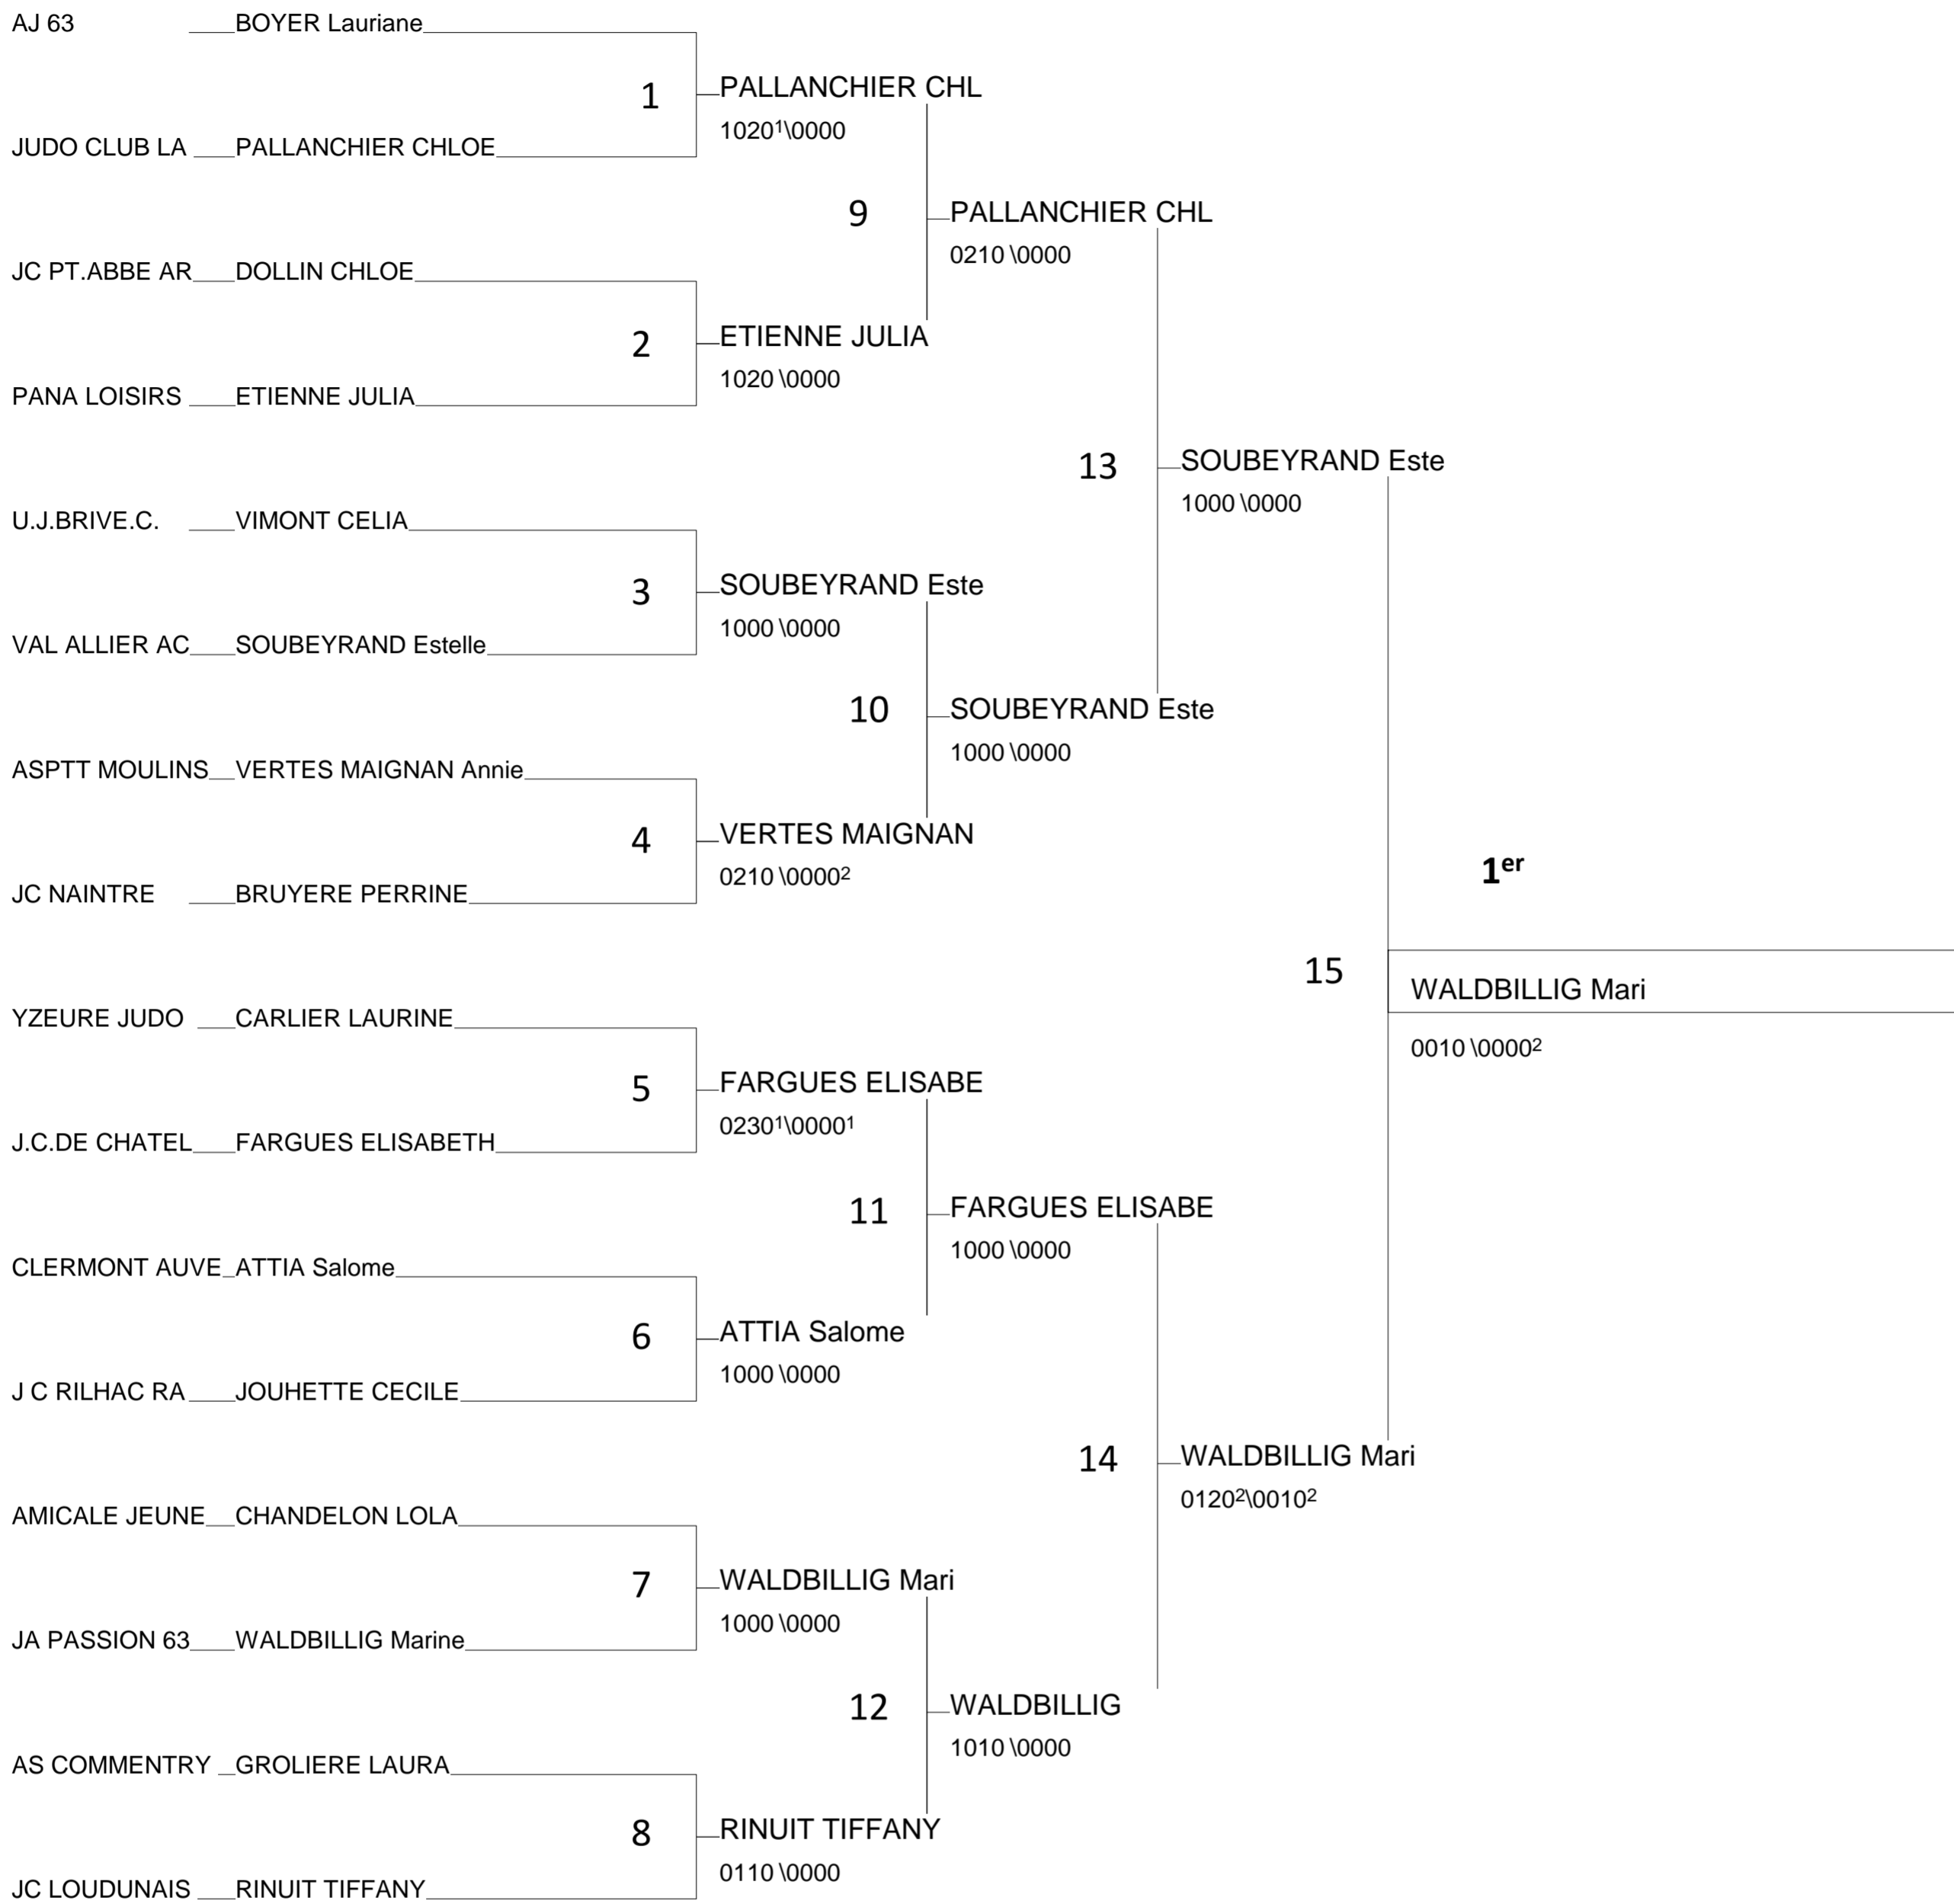 AJ 63 BOYER Lauriane
1 PALLANCHIER CHL
1020¹\0000
JUDO CLUB LA PALLANCHIER CHLOE
9 PALLANCHIER CHL
0210 \0000
JC PT.ABBE AR DOLLIN CHLOE
2 ETIENNE JULIA
1020 \0000
PANA LOISIRS ETIENNE JULIA
13 SOUBEYRAND Este
1000 \0000
U.J.BRIVE.C. VIMONT CELIA
3 SOUBEYRAND Este
1000 \0000
VAL ALLIER AC SOUBEYRAND Estelle
10 SOUBEYRAND Este
1000 \0000
ASPTT MOULINS VERTES MAIGNAN Annie
4 VERTES MAIGNAN
0210 \0000²
JC NAINTRE BRUYERE PERRINE
1er
15 WALDBILLIG Mari
0010 \0000²
YZEURE JUDO CARLIER LAURINE
5 FARGUES ELISABE
0230¹\0000¹
J.C.DE CHATEL FARGUES ELISABETH
11 FARGUES ELISABE
1000 \0000
CLERMONT AUVE ATTIA Salome
6 ATTIA Salome
1000 \0000
J C RILHAC RA JOUHETTE CECILE
14 WALDBILLIG Mari
0120²\0010²
AMICALE JEUNE CHANDELON LOLA
7 WALDBILLIG Mari
1000 \0000
JA PASSION 63 WALDBILLIG Marine
12 WALDBILLIG
1010 \0000
AS COMMENTRY GROLIERE LAURA
8 RINUIT TIFFANY
0110 \0000
JC LOUDUNAIS RINUIT TIFFANY